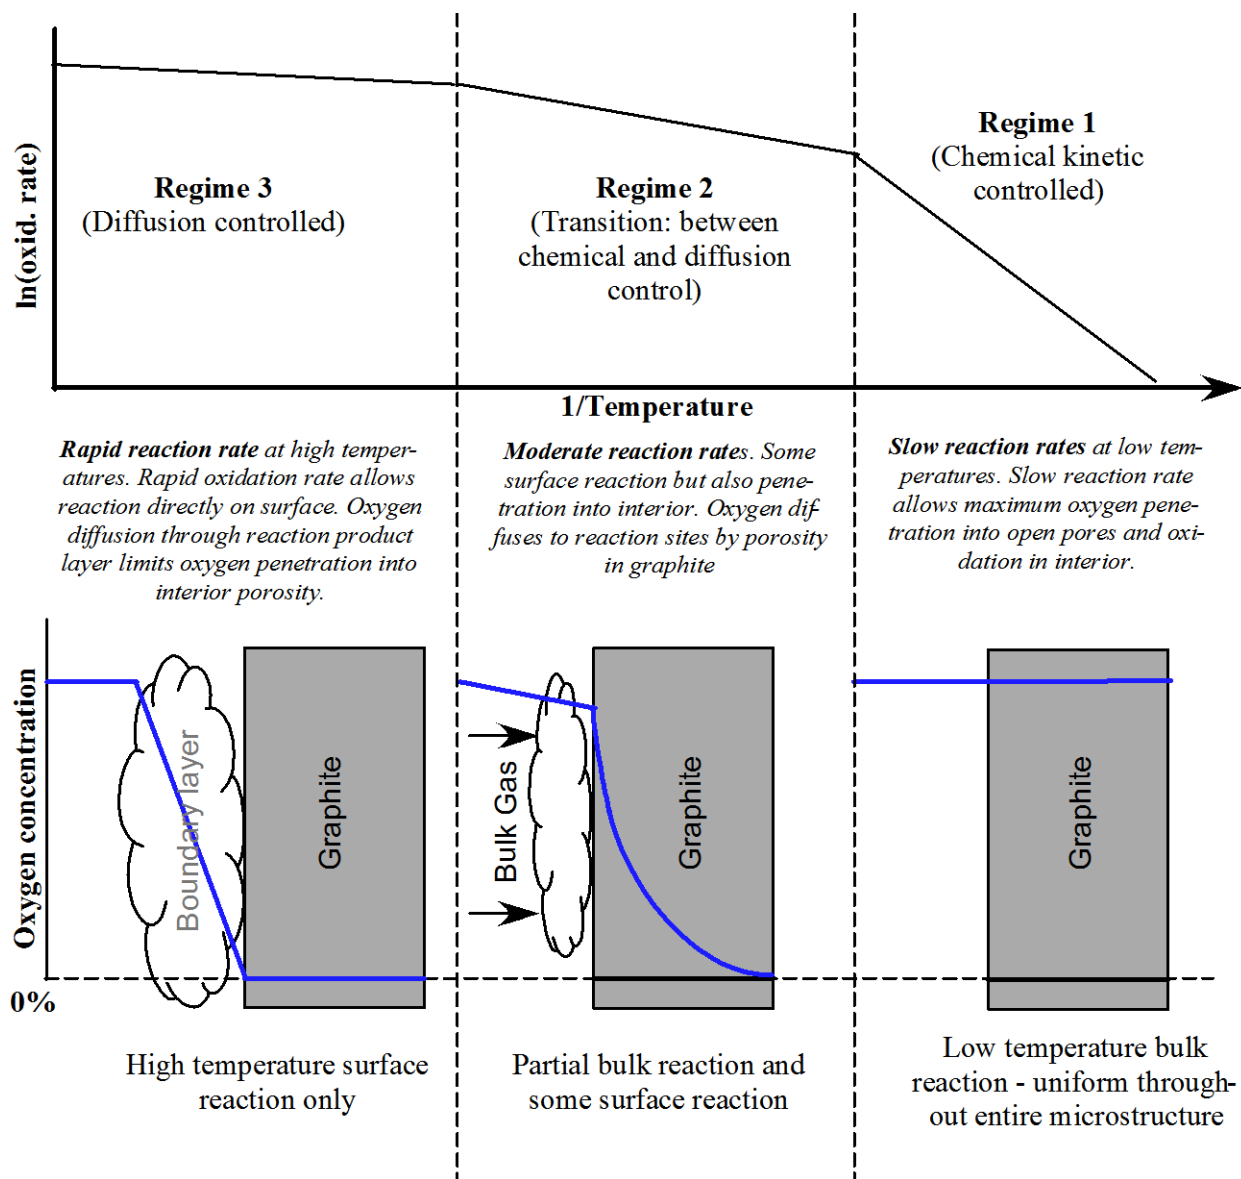 ln(oxid. rate)
Regime 3
(Diffusion controlled)
Regime 2
(Transition: between
chemical and diffusion
control)
Regime 1
(Chemical kinetic
controlled)
1/Temperature
Rapid reaction rate at high temper-
atures. Rapid oxidation rate allows
reaction directly on surface. Oxygen
diffusion through reaction product
layer limits oxygen penetration into
interior porosity.
Moderate reaction rates. Some
surface reaction but also pene-
tration into interior. Oxygen dif-
fuses to reaction sites by porosity
in graphite
Slow reaction rates at low tem-
peratures. Slow reaction rate
allows maximum oxygen pene-
tration into open pores and oxi-
dation in interior.
Oxygen concentration
0%
Boundary layer
Graphite
Bulk Gas
Graphite
Graphite
High temperature surface
reaction only
Partial bulk reaction and
some surface reaction
Low temperature bulk
reaction - uniform through-
out entire microstructure